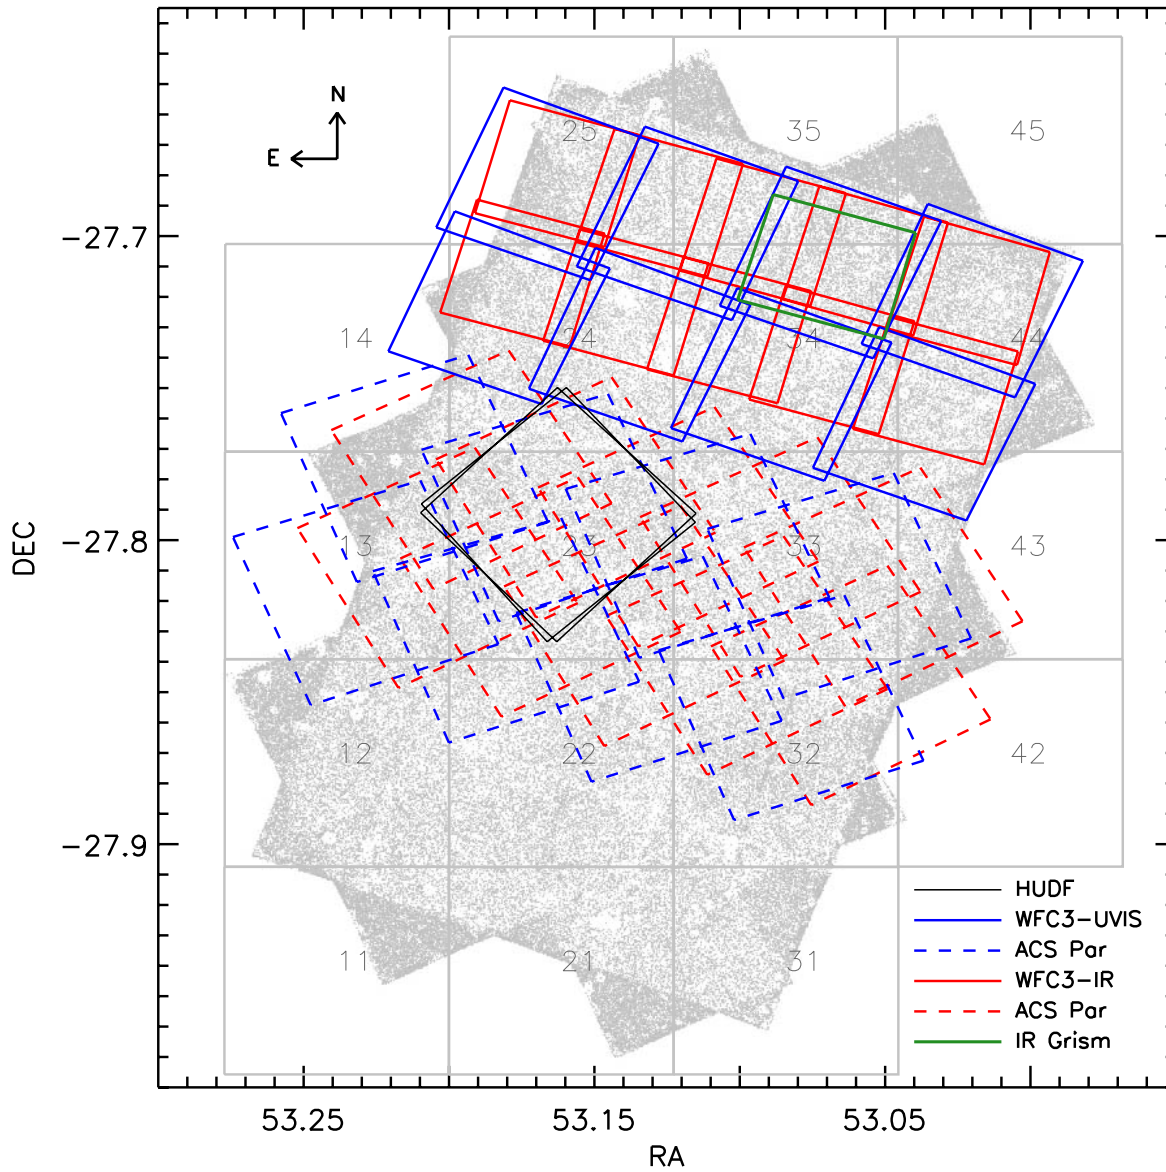 N
E
25 35 45
−27.7
14 24 34 44
DEC
−27.8
13 23 33 43
12 22 32 42
−27.9
HUDF
WFC3−UVIS
ACS Par
WFC3−IR
ACS Par
IR Grism
11 21 31
53.25 53.15 53.05
RA